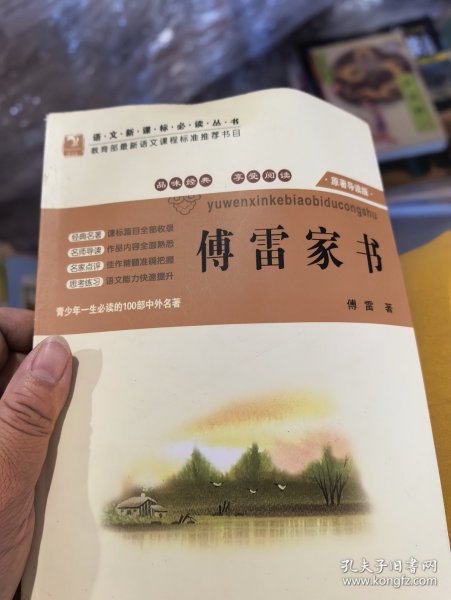 语·文·新·课·标·必·读·丛·书
教育部最新语文课程标准推荐书目
品味经典 享受阅读
·原著导读版·
yuwenxinkebiaobiducongshu
经典名著 课标篇目全部收录
名师导读 作品内容全面熟悉
名家点评 佳作精髓准确把握
思考练习 语文能力快速提升
傅雷家书
青少年一生必读的100部中外名著
傅雷 著
孔夫子旧书网
www.kongfz.com